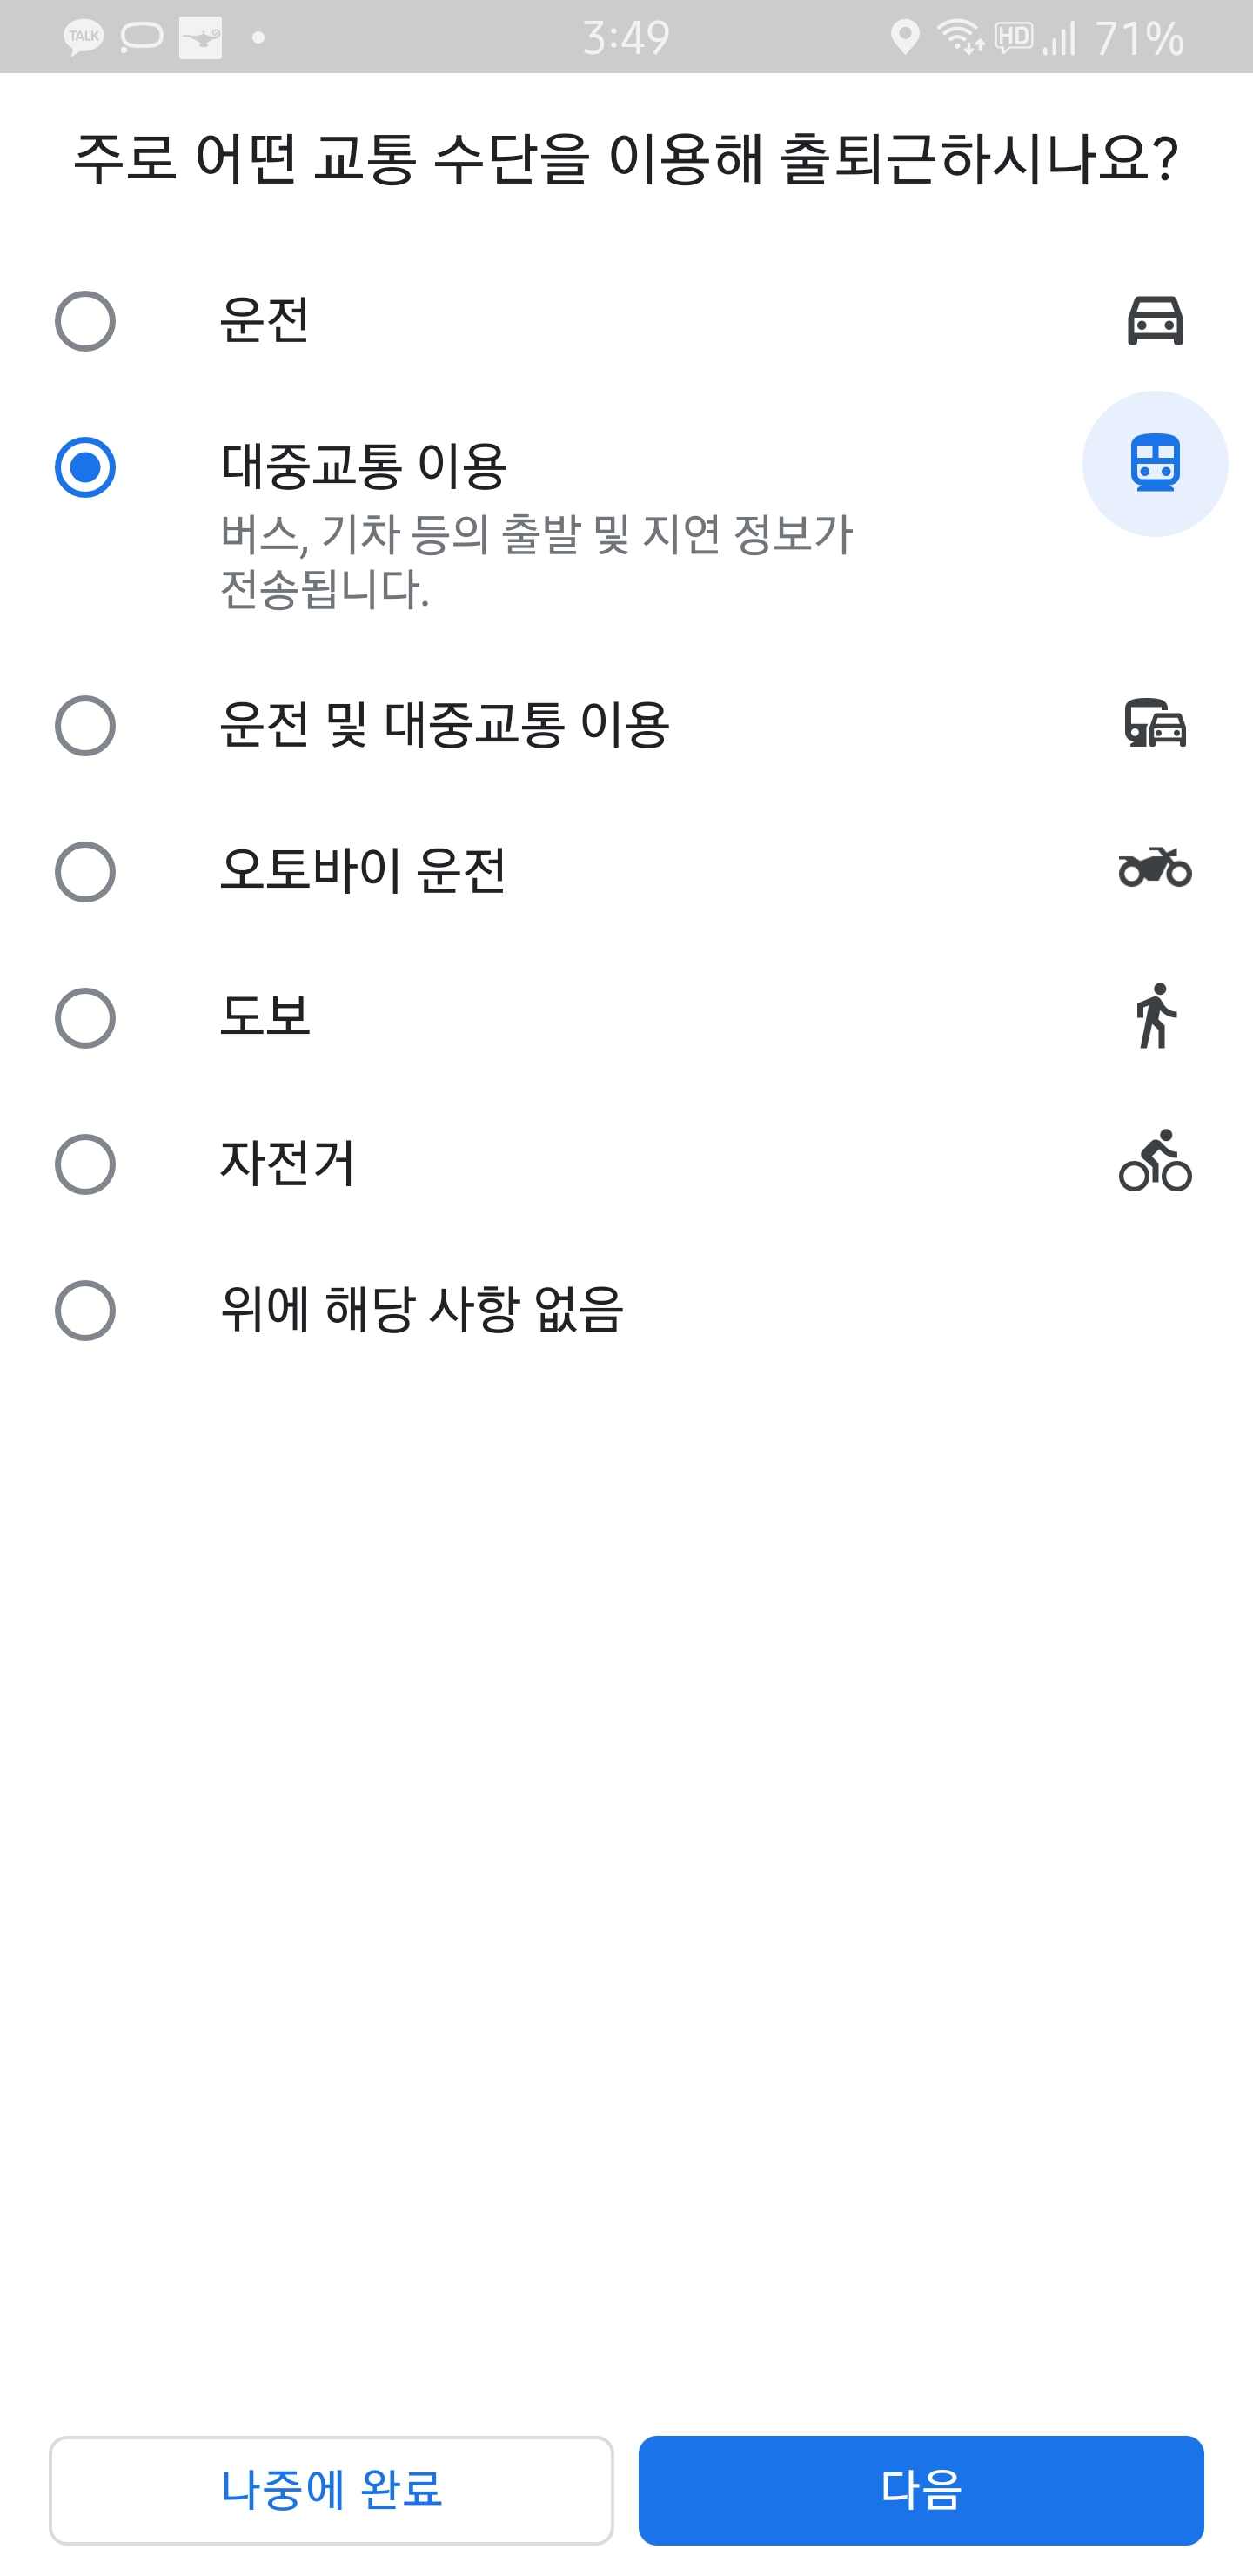 TALK 3:49 HD 71%
주로 어떤 교통 수단을 이용해 출퇴근하시나요?
운전
대중교통 이용
버스, 기차 등의 출발 및 지연 정보가
전송됩니다.
운전 및 대중교통 이용
오토바이 운전
도보
자전거
위에 해당 사항 없음
나중에 완료 다음